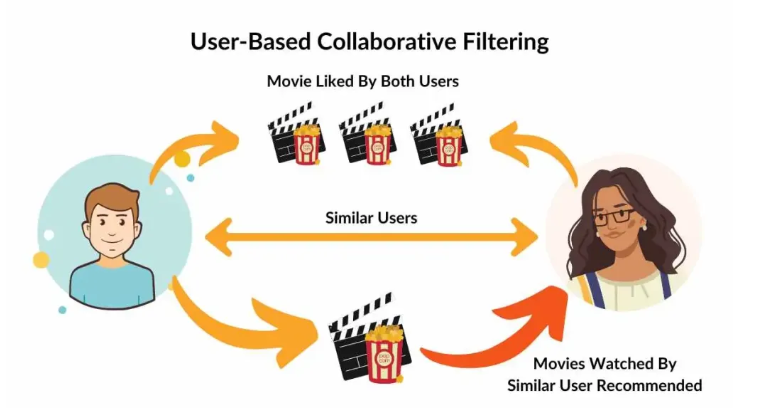 User-Based Collaborative Filtering
Movie Liked By Both Users
Similar Users
Movies Watched By
Similar User Recommended